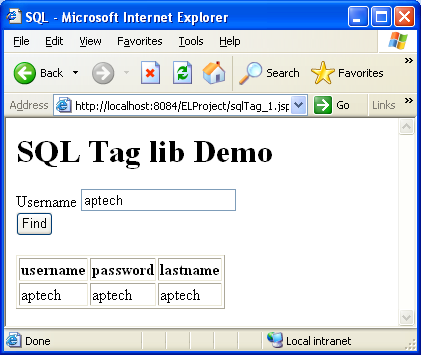 SQL - Microsoft Internet Explorer
File Edit View Favorites Tools Help
Back Search Favorites »
Address http://localhost:8084/ELProject/sqlTag_1.jsp Go Links »
SQL Tag lib Demo
Username aptech
Find
username password lastname
aptech aptech aptech
Done Local intranet